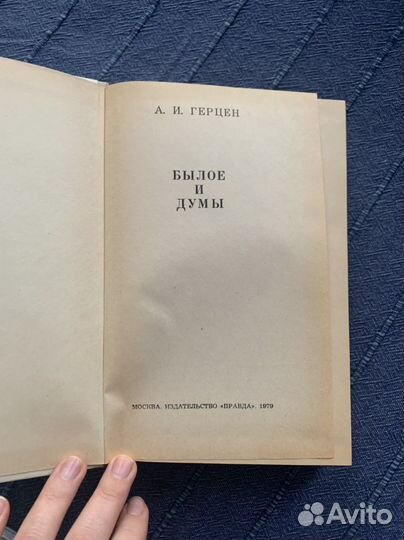 А. И. ГЕРЦЕН
БЫЛОЕ
И
ДУМЫ
МОСКВА. ИЗДАТЕЛЬСТВО «ПРАВДА». 1979
Avito